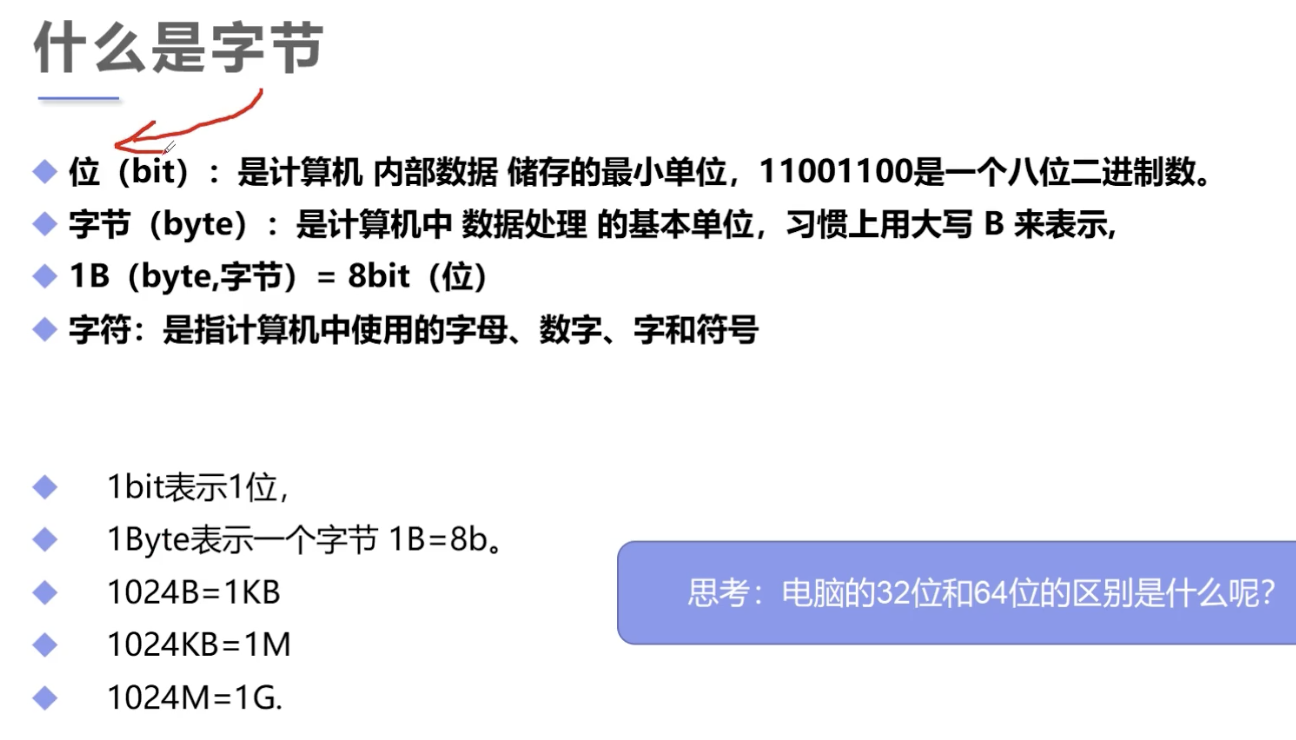 什么是字节
位（bit）：是计算机 内部数据 储存的最小单位，11001100是一个八位二进制数。
字节（byte）：是计算机中 数据处理 的基本单位，习惯上用大写 B 来表示,
1B（byte,字节）= 8bit（位）
字符：是指计算机中使用的字母、数字、字和符号
1bit表示1位，
1Byte表示一个字节 1B=8b。
1024B=1KB
1024KB=1M
1024M=1G.
思考：电脑的32位和64位的区别是什么呢？